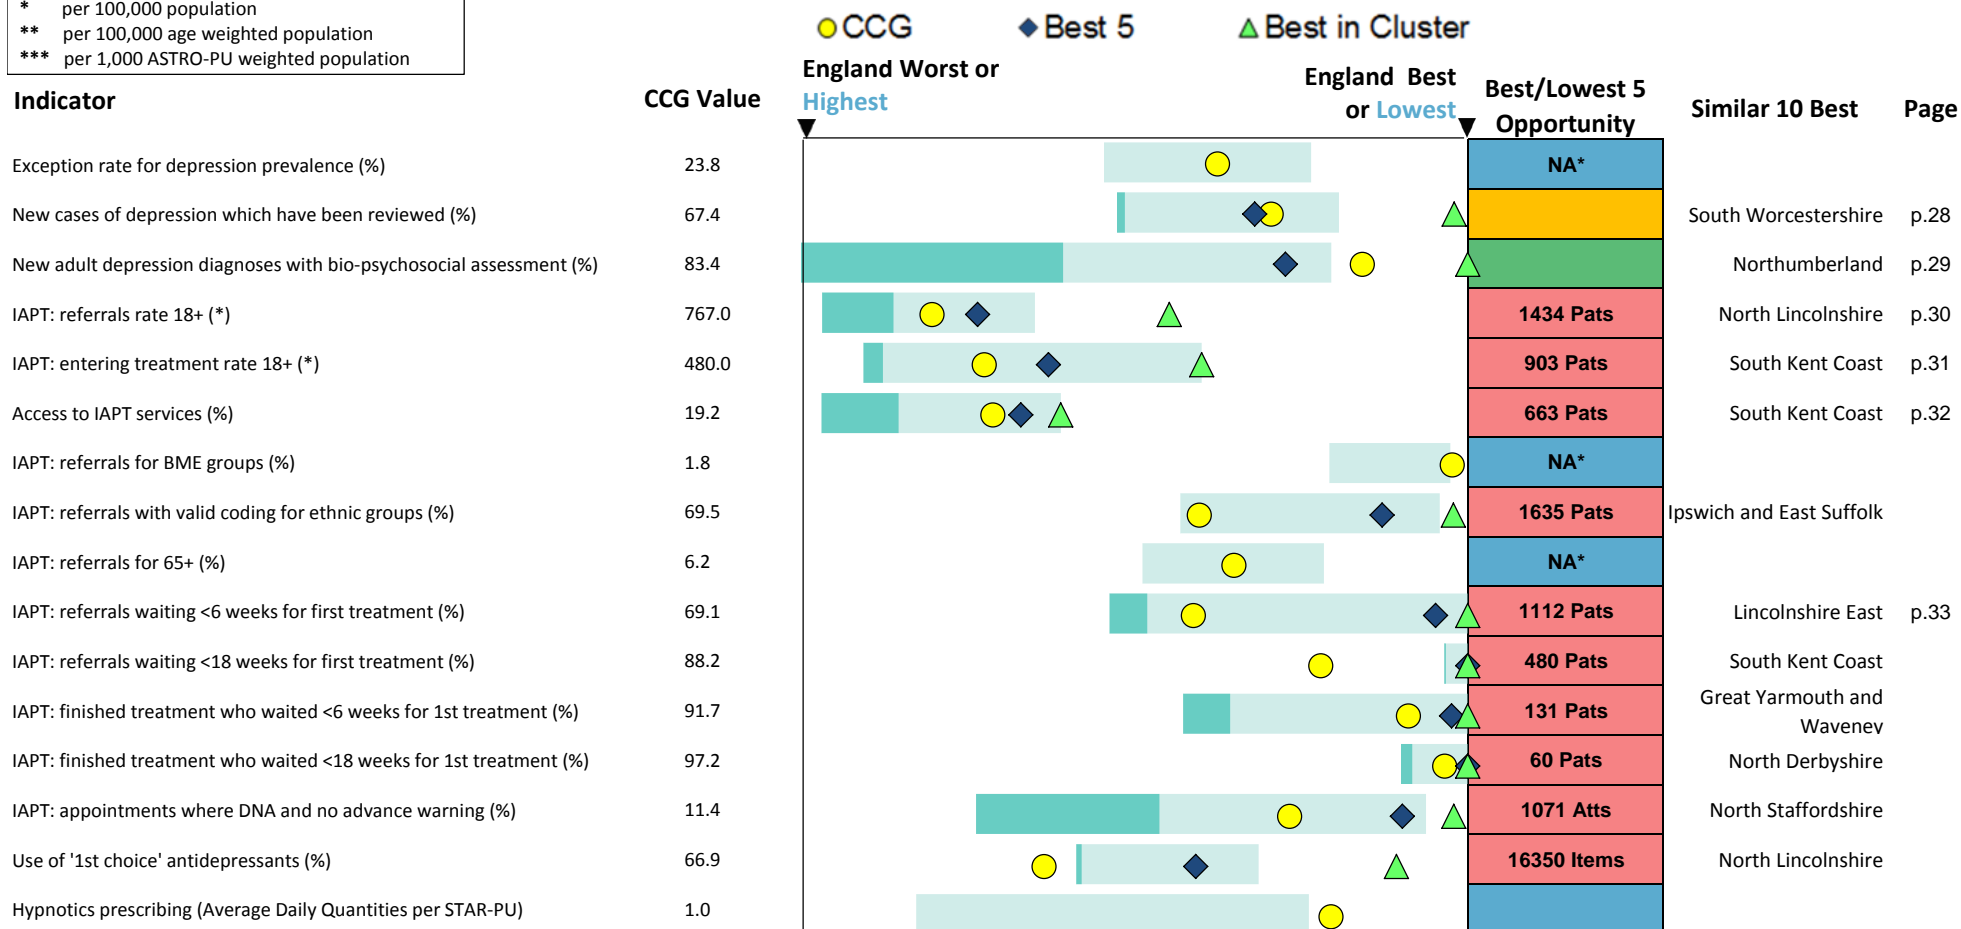 * per 100,000 population
** per 100,000 age weighted population
*** per 1,000 ASTRO-PU weighted population
CCG Best 5 Best in Cluster
Indicator CCG Value England Worst or Highest England Best or Lowest Best/Lowest 5 Opportunity Similar 10 Best Page
Exception rate for depression prevalence (%) 23.8 NA*
New cases of depression which have been reviewed (%) 67.4 South Worcestershire p.28
New adult depression diagnoses with bio-psychosocial assessment (%) 83.4 Northumberland p.29
IAPT: referrals rate 18+ (*) 767.0 1434 Pats North Lincolnshire p.30
IAPT: entering treatment rate 18+ (*) 480.0 903 Pats South Kent Coast p.31
Access to IAPT services (%) 19.2 663 Pats South Kent Coast p.32
IAPT: referrals for BME groups (%) 1.8 NA*
IAPT: referrals with valid coding for ethnic groups (%) 69.5 1635 Pats Ipswich and East Suffolk
IAPT: referrals for 65+ (%) 6.2 NA*
IAPT: referrals waiting <6 weeks for first treatment (%) 69.1 1112 Pats Lincolnshire East p.33
IAPT: referrals waiting <18 weeks for first treatment (%) 88.2 480 Pats South Kent Coast
IAPT: finished treatment who waited <6 weeks for 1st treatment (%) 91.7 131 Pats Great Yarmouth and Waveney
IAPT: finished treatment who waited <18 weeks for 1st treatment (%) 97.2 60 Pats North Derbyshire
IAPT: appointments where DNA and no advance warning (%) 11.4 1071 Atts North Staffordshire
Use of '1st choice' antidepressants (%) 66.9 16350 Items North Lincolnshire
Hypnotics prescribing (Average Daily Quantities per STAR-PU) 1.0